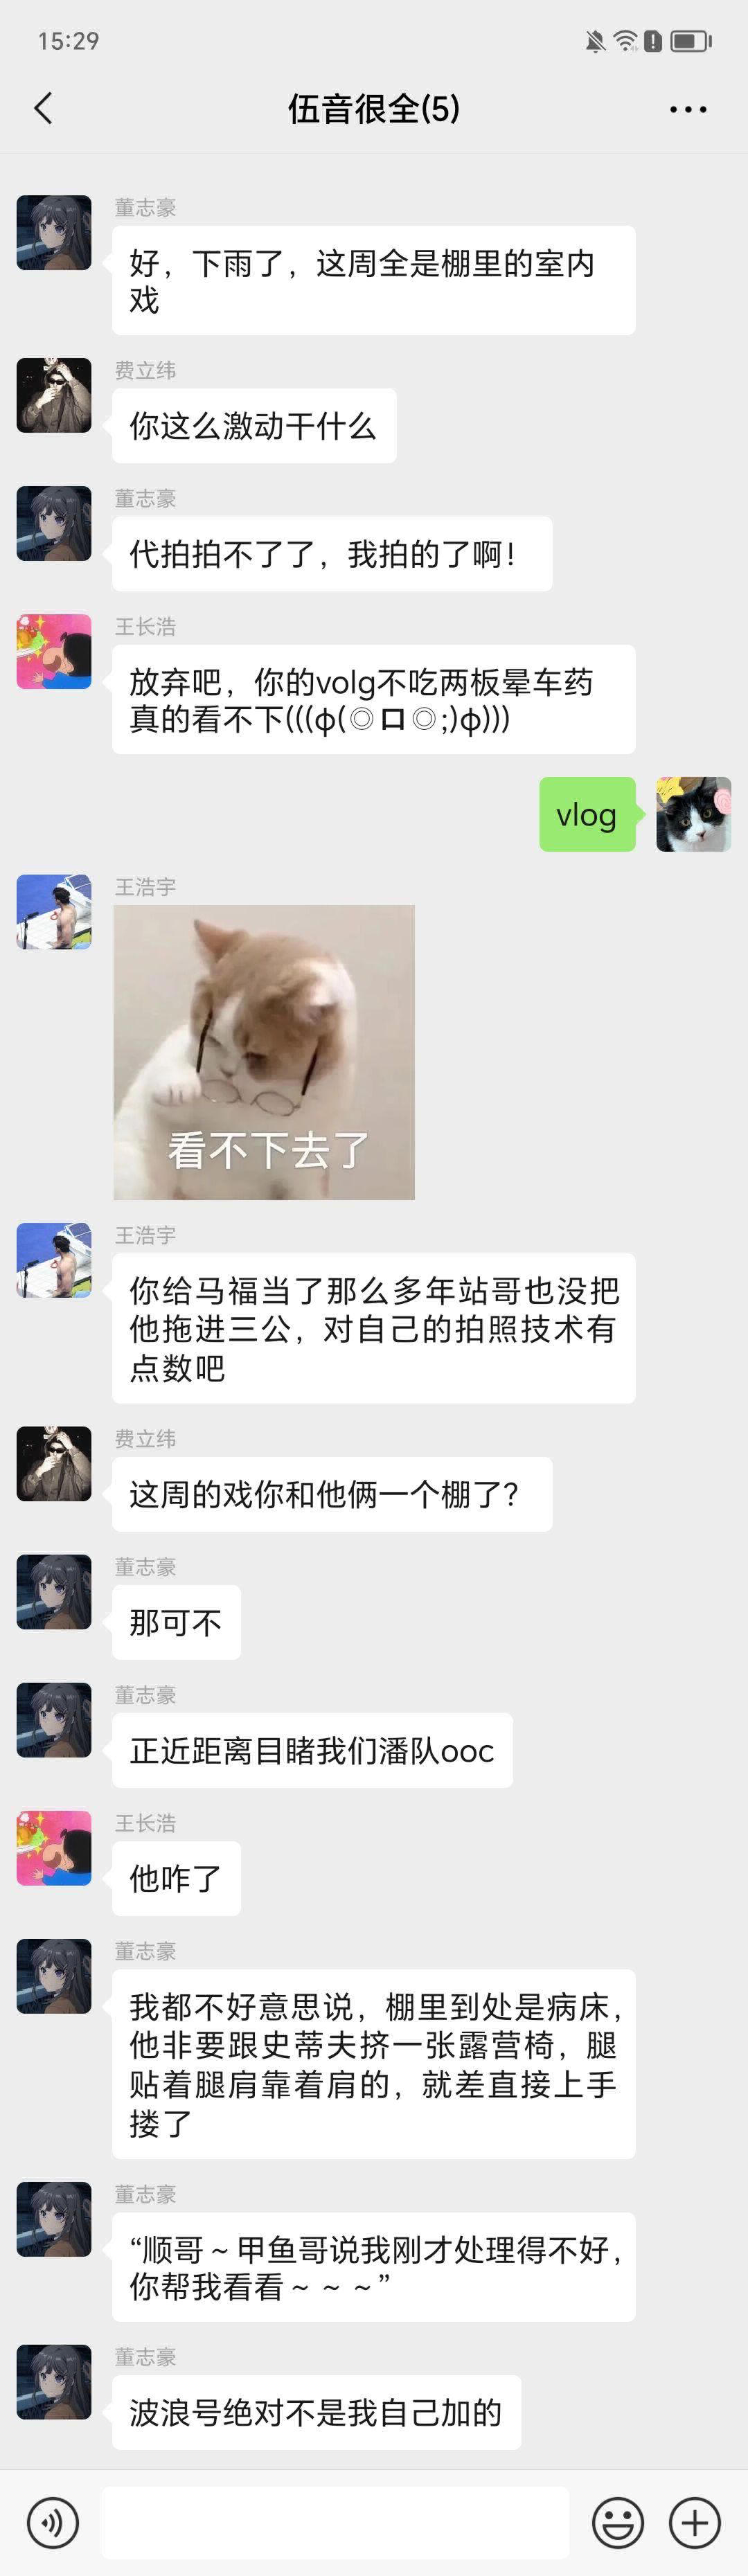 15:29
伍音很全(5)
董志豪
好，下雨了，这周全是棚里的室内
戏
费立纬
你这么激动干什么
董志豪
代拍拍不了了，我拍的了啊！
王长浩
放弃吧，你的volg不吃两板晕车药
真的看不下(((φ(◎ロ◎;)φ)))
vlog
王浩宇
看不下去了
王浩宇
你给马福当了那么多年站哥也没把
他拖进三公，对自己的拍照技术有
点数吧
费立纬
这周的戏你和他俩一个棚了？
董志豪
那可不
董志豪
正近距离目睹我们潘队ooc
王长浩
他咋了
董志豪
我都不好意思说，棚里到处是病床，
他非要跟史蒂夫挤一张露营椅，腿
贴着腿肩靠着肩的，就差直接上手
搂了
董志豪
“顺哥～甲鱼哥说我刚才处理得不好，
你帮我看看～～～”
董志豪
波浪号绝对不是我自己加的